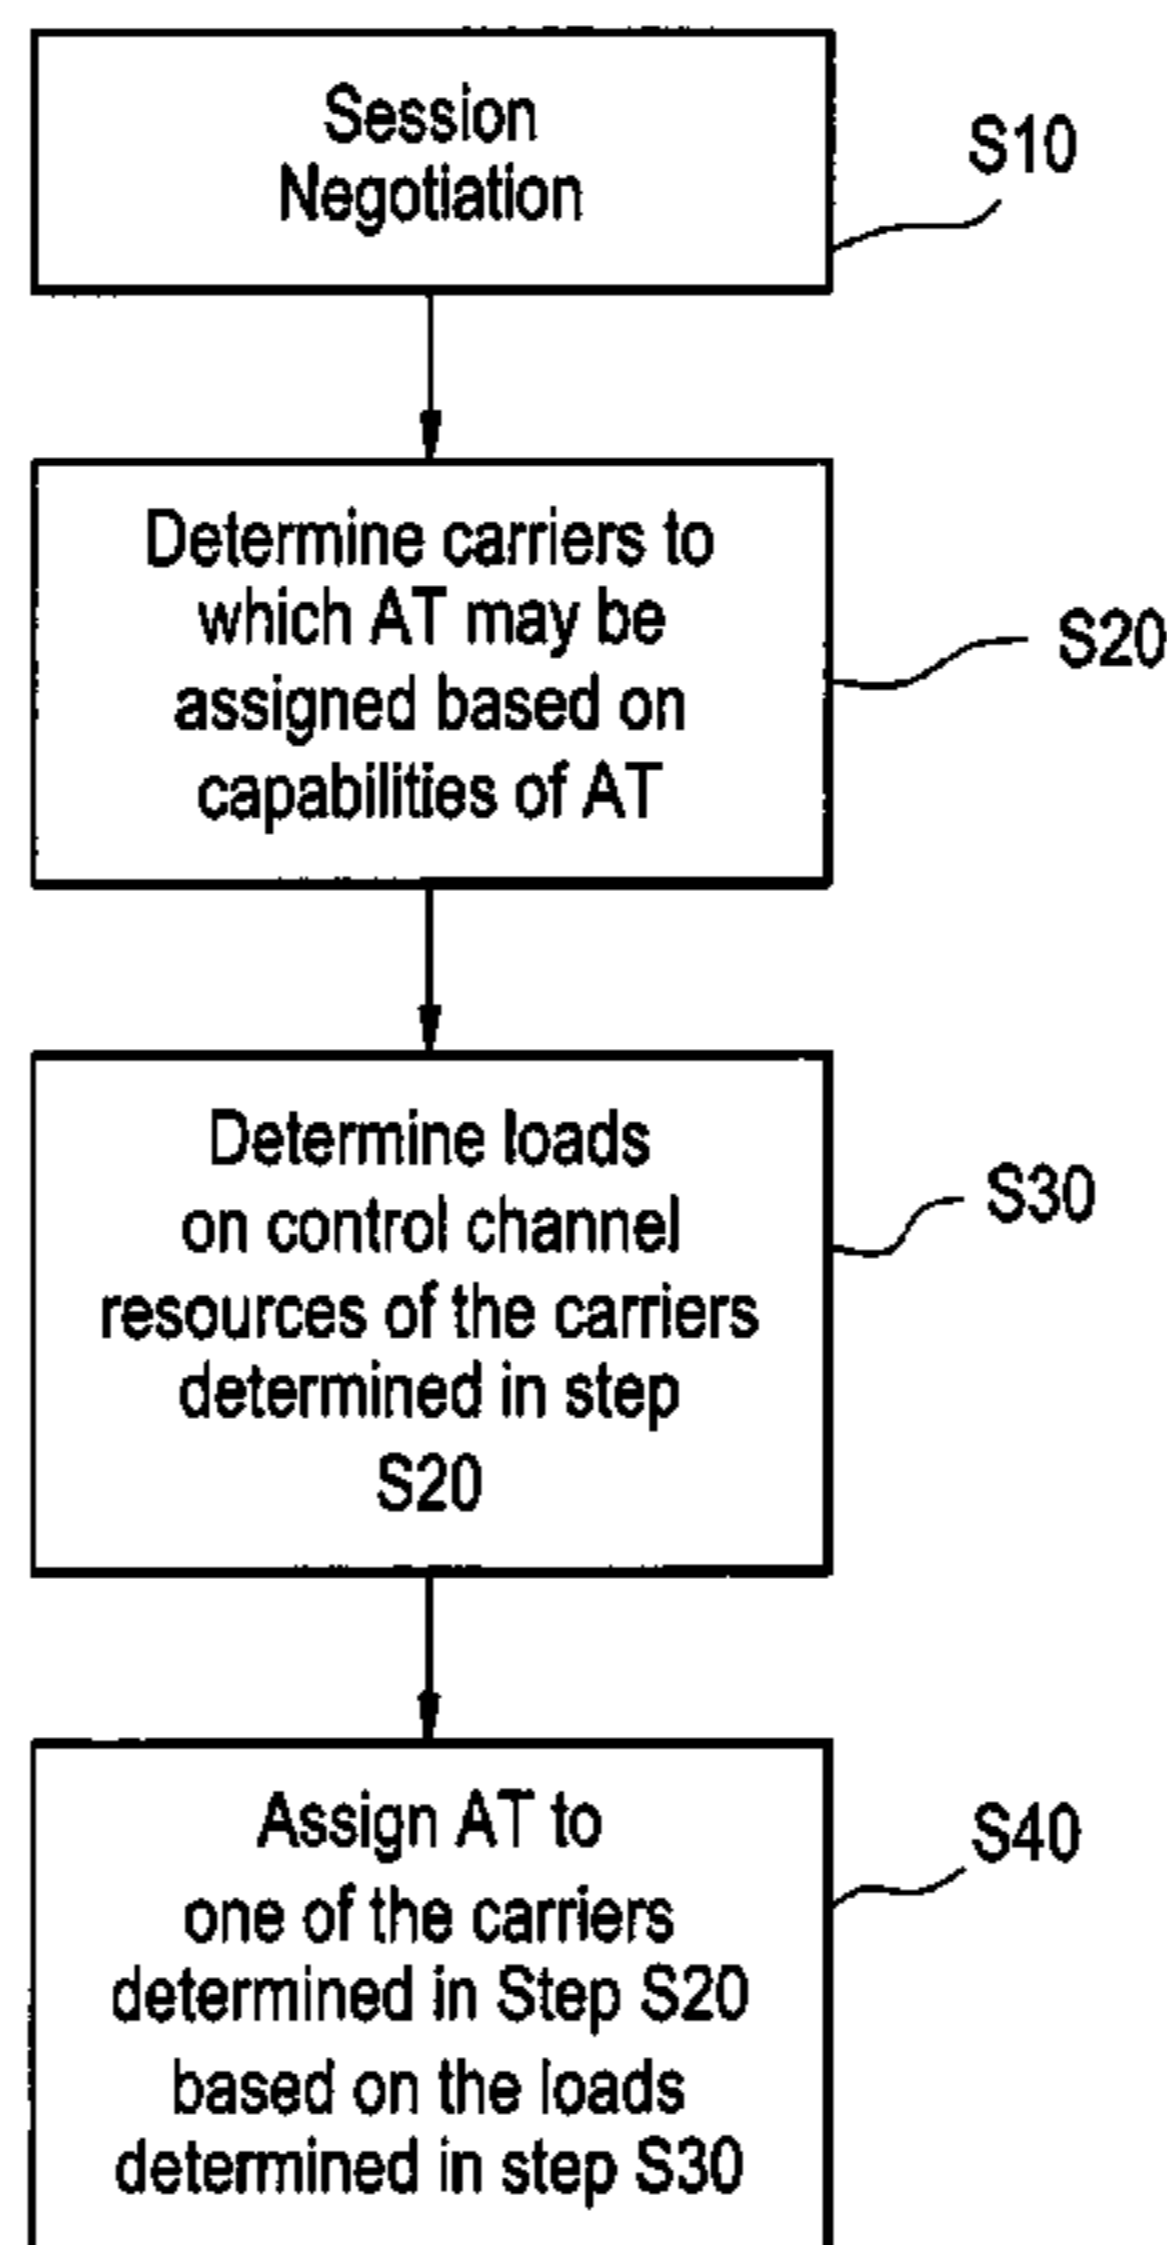 Session
Negotiation
S10
Determine carriers to
which AT may be
assigned based on
capabilities of AT
S20
Determine loads
on control channel
resources of the carriers
determined in step
S20
S30
Assign AT to
one of the carriers
determined in Step S20
based on the loads
determined in step S30
S40